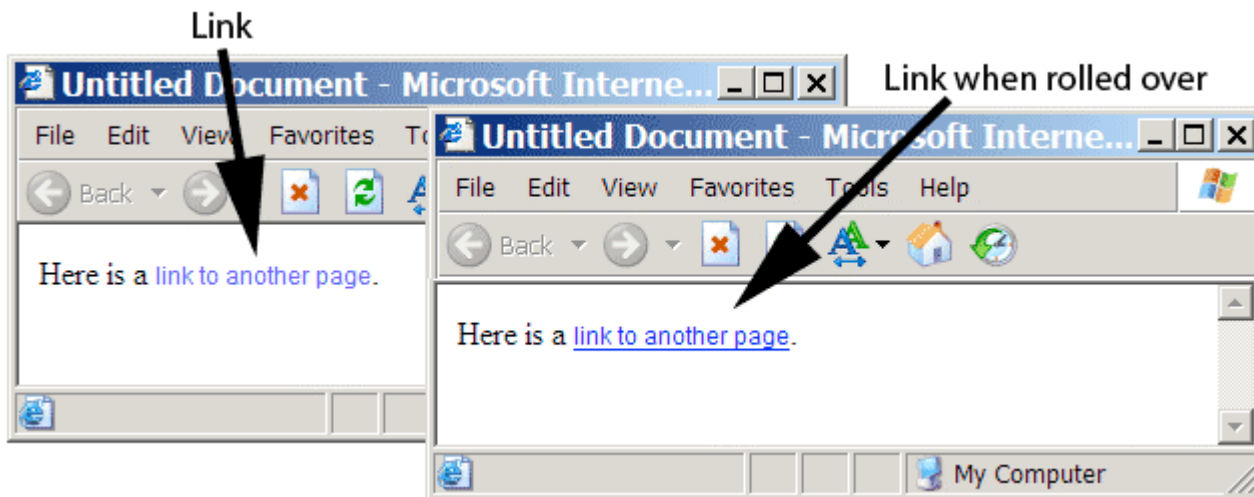 Link
Untitled Document - Microsoft Interne...
Link when rolled over
File Edit View Favorites
Back
Here is a link to another page.
Untitled Document - Microsoft Interne...
File Edit View Favorites Tools Help
Back
Here is a link to another page.
My Computer